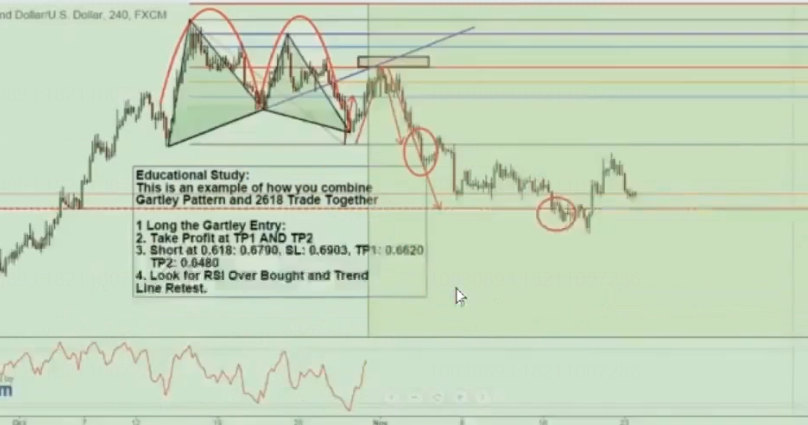 nd Dollar/U.S. Dollar, 240, FXCM
Educational Study:
This is an example of how you combine
Gartley Pattern and 2618 Trade Together
1 Long the Gartley Entry:
2. Take Profit at TP1 AND TP2
3. Short at 0.618: 0.6790, SL: 0.6903, TP1: 0.6620
TP2: 0.6480
4. Look for RSI Over Bought and Trend
Line Retest.
d by
m
Oct 7 12 Nov